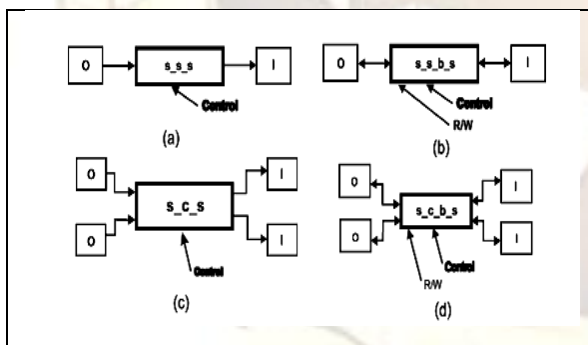 O s_s_s I
Control
(a)
O s_s_b_s I
Control
R/W
(b)
O I
s_c_s
O I
Control
(c)
O I
s_c_b_s
O I
Control
R/W
(d)